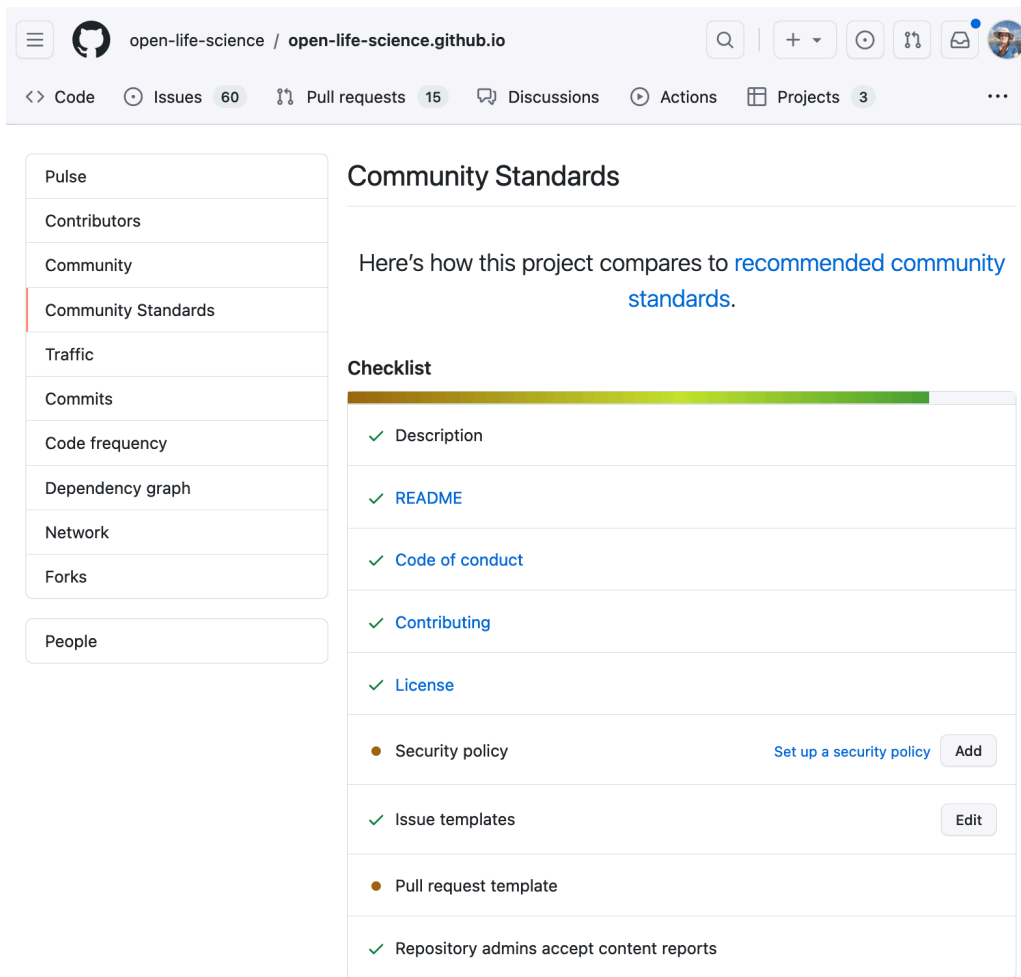 open-life-science / open-life-science.github.io
Code Issues 60 Pull requests 15 Discussions Actions Projects 3
Pulse
Contributors
Community
Community Standards
Traffic
Commits
Code frequency
Dependency graph
Network
Forks
People
Community Standards
Here’s how this project compares to recommended community
standards.
Checklist
Description
README
Code of conduct
Contributing
License
Security policy Set up a security policy Add
Issue templates Edit
Pull request template
Repository admins accept content reports